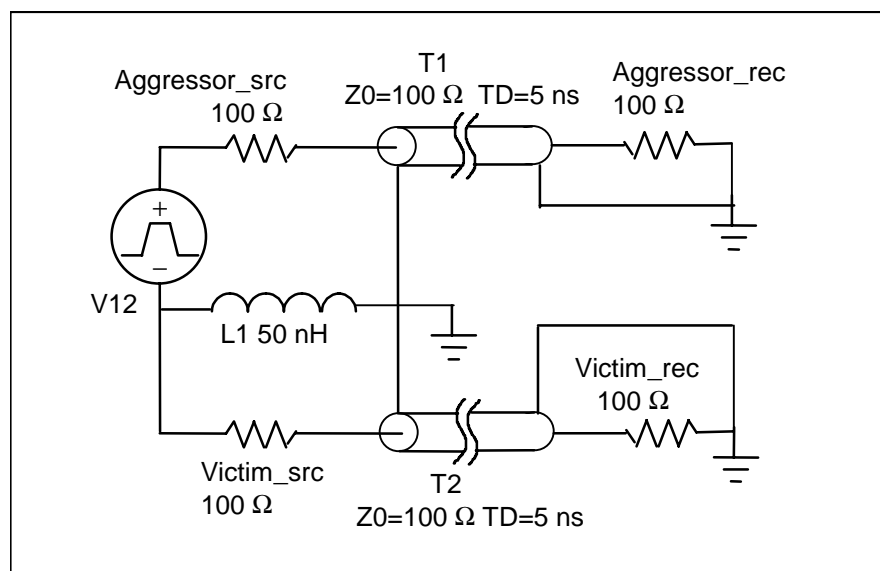 T1
Aggressor_src
Z0=100 Ω TD=5 ns
Aggressor_rec
100 Ω
100 Ω
+
−
V12
L1 50 nH
Victim_rec
100 Ω
Victim_src
100 Ω
T2
Z0=100 Ω TD=5 ns